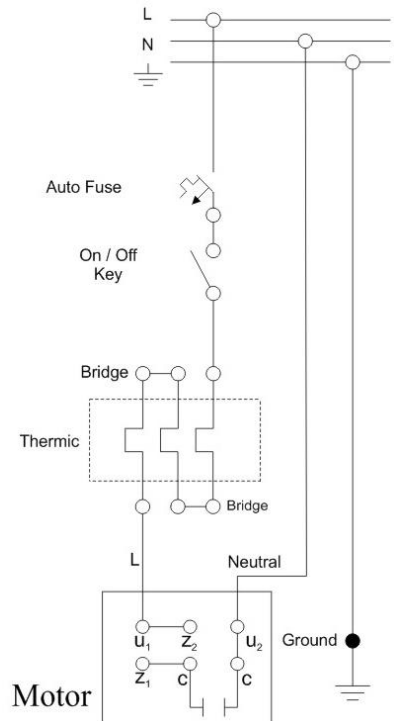 L
N
Auto Fuse
On / Off
Key
Bridge
Thermic
Bridge
L
Neutral
u₁ z₂ u₂
Ground
z₁ c c
Motor